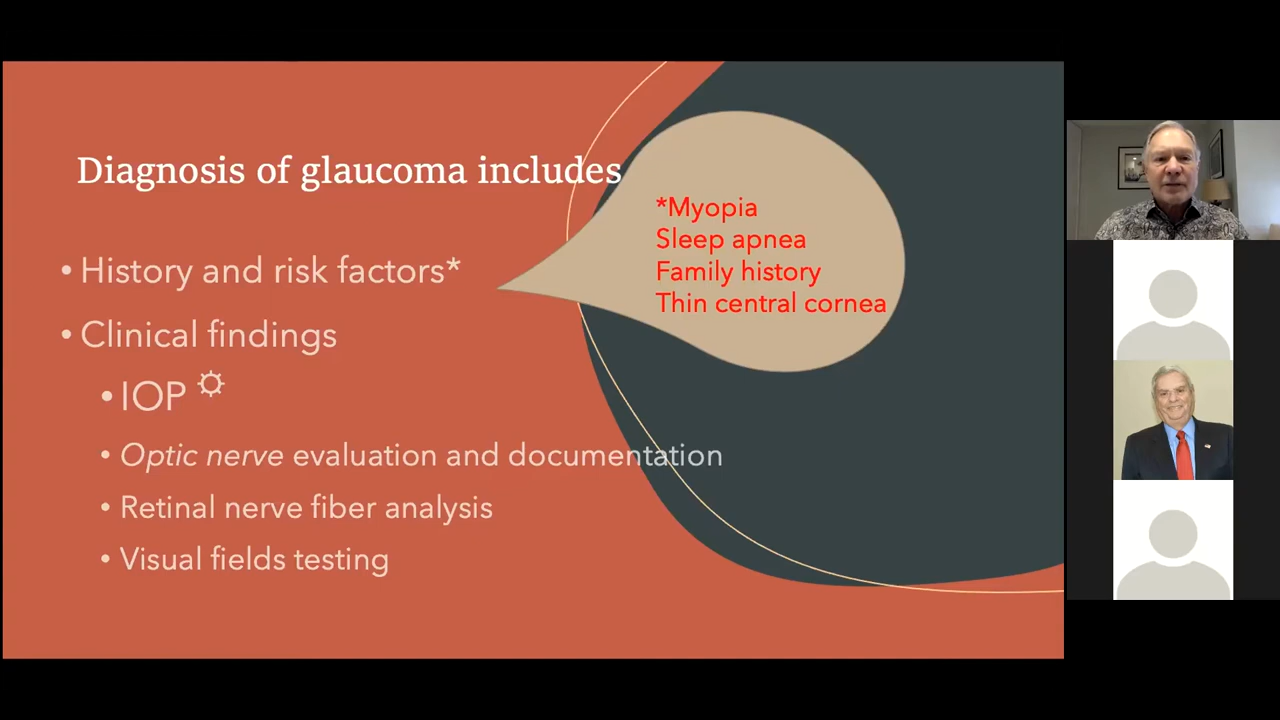 Diagnosis of glaucoma includes
• History and risk factors*
*Myopia
Sleep apnea
Family history
Thin central cornea
• Clinical findings
• IOP ☼
• Optic nerve evaluation and documentation
• Retinal nerve fiber analysis
• Visual fields testing